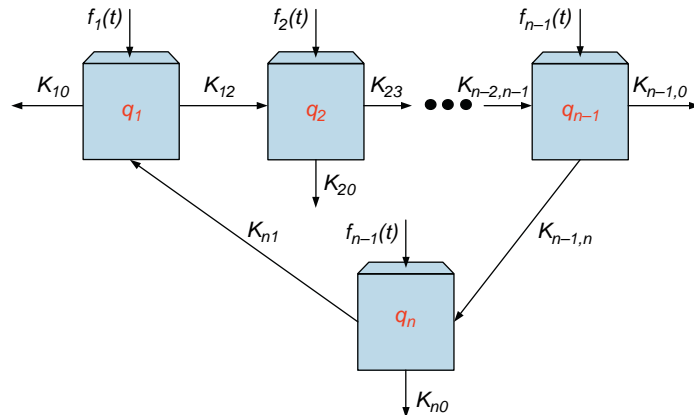 f1(t) f2(t) fn–1(t)
K10 q1 K12 q2 K23 Kn–2,n–1 qn–1 Kn–1,0
K20
Kn1 fn–1(t) Kn–1,n
qn
Kn0